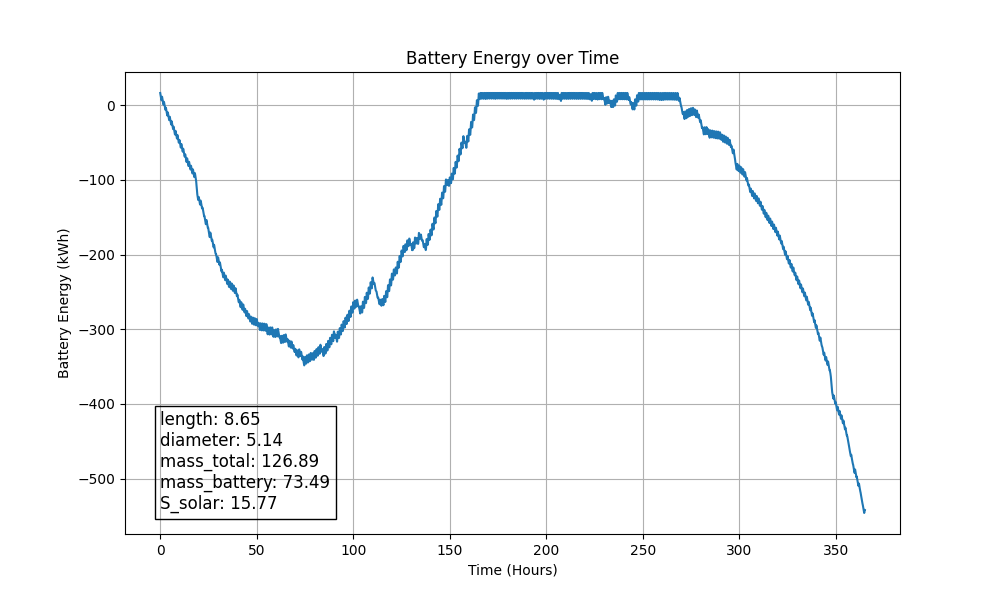 Battery Energy over Time
Battery Energy (kWh)
0
−100
−200
−300
−400
−500
length: 8.65
diameter: 5.14
mass_total: 126.89
mass_battery: 73.49
S_solar: 15.77
0 50 100 150 200 250 300 350
Time (Hours)